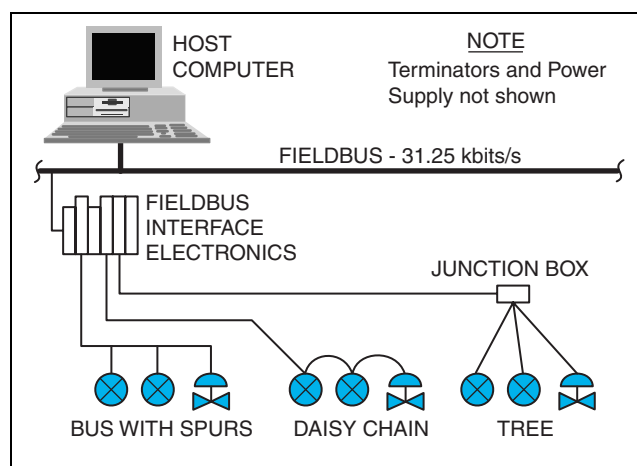 HOST
COMPUTER
NOTE
Terminators and Power
Supply not shown
FIELDBUS - 31.25 kbits/s
FIELDBUS
INTERFACE
ELECTRONICS
JUNCTION BOX
BUS WITH SPURS
DAISY CHAIN
TREE